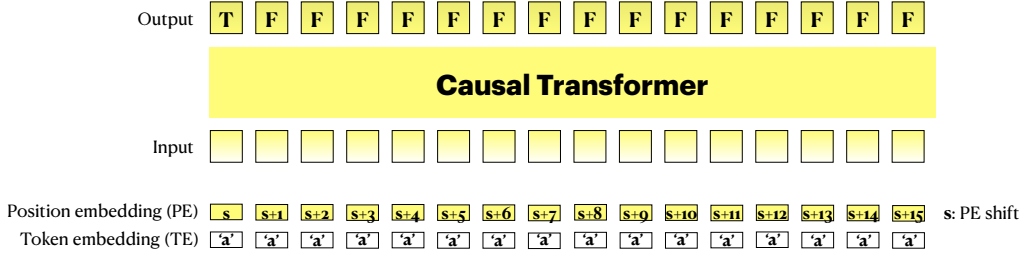 Output T F F F F F F F F F F F F F F F
Causal Transformer
Input
Position embedding (PE) s s+1 s+2 s+3 s+4 s+5 s+6 s+7 s+8 s+9 s+10 s+11 s+12 s+13 s+14 s+15 s: PE shift
Token embedding (TE) 'a' 'a' 'a' 'a' 'a' 'a' 'a' 'a' 'a' 'a' 'a' 'a' 'a' 'a' 'a' 'a'